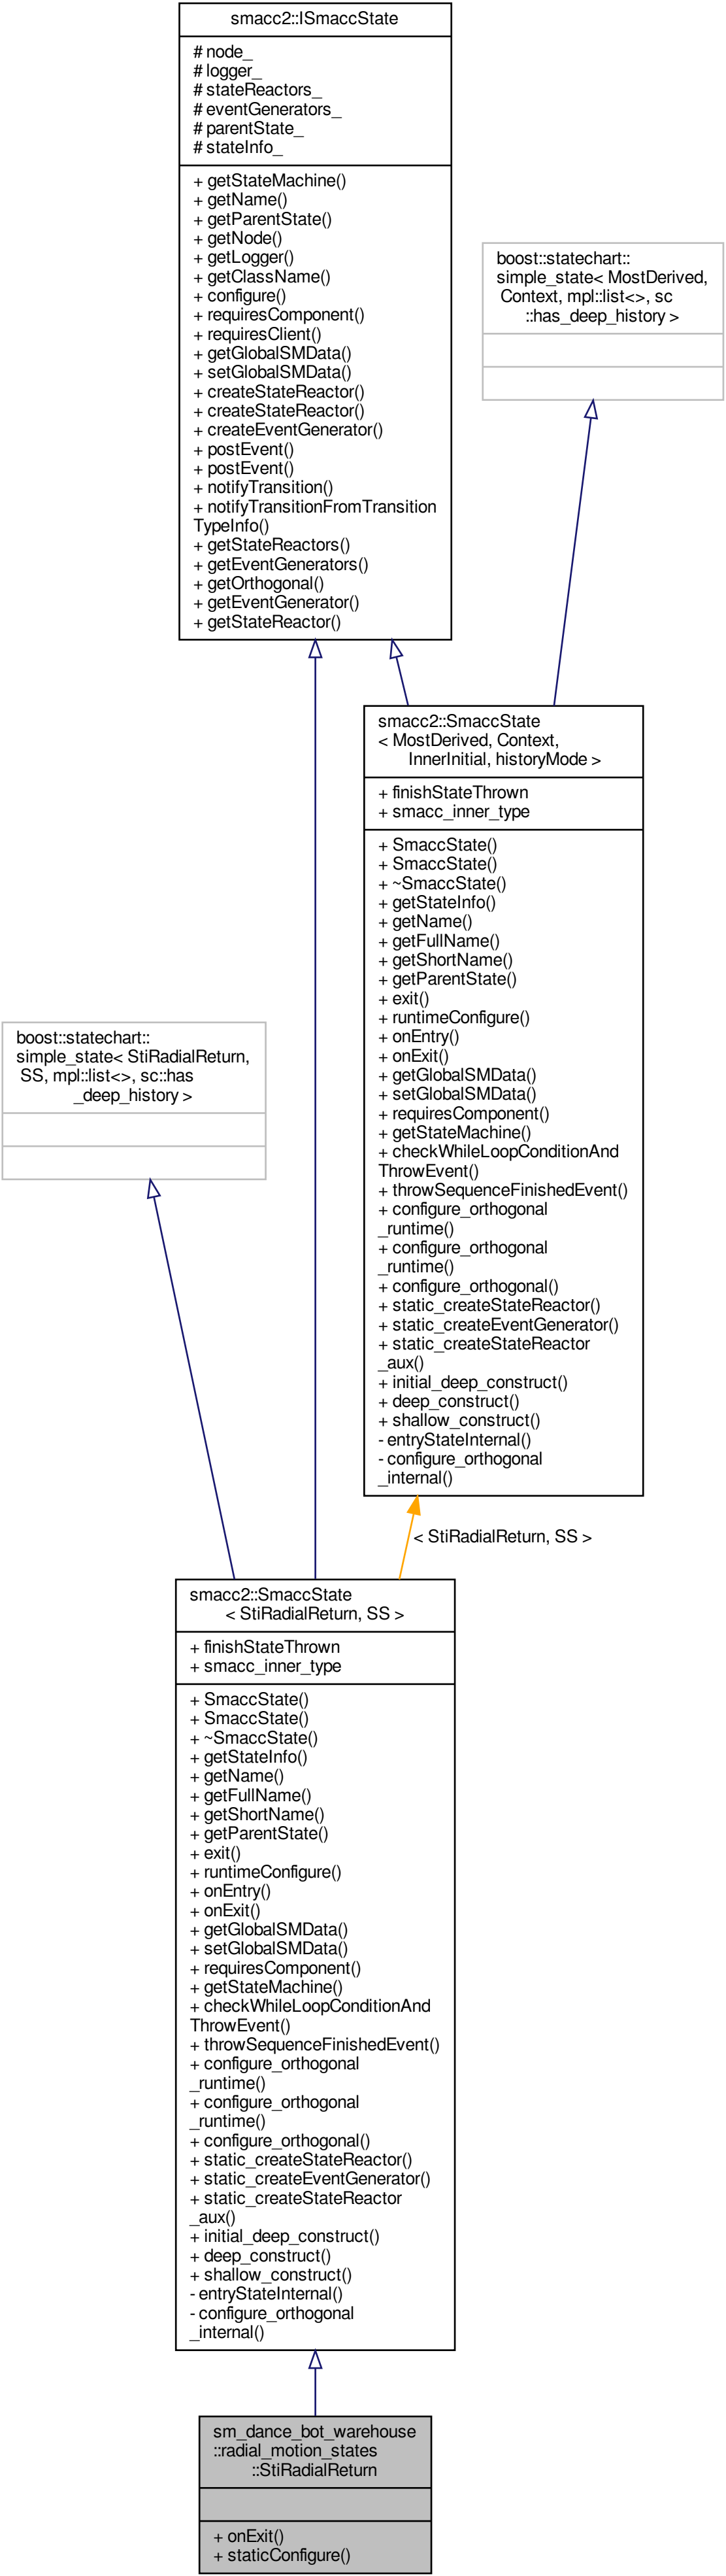 smacc2::ISmaccState
# node_
# logger_
# stateReactors_
# eventGenerators_
# parentState_
# stateInfo_
+ getStateMachine()
+ getName()
+ getParentState()
+ getNode()
+ getLogger()
+ getClassName()
+ configure()
+ requiresComponent()
+ requiresClient()
+ getGlobalSMData()
+ setGlobalSMData()
+ createStateReactor()
+ createStateReactor()
+ createEventGenerator()
+ postEvent()
+ postEvent()
+ notifyTransition()
+ notifyTransitionFromTransition
TypeInfo()
+ getStateReactors()
+ getEventGenerators()
+ getOrthogonal()
+ getEventGenerator()
+ getStateReactor()
boost::statechart::
simple_state< MostDerived,
Context, mpl::list<>, sc
::has_deep_history >
smacc2::SmaccState
< MostDerived, Context,
InnerInitial, historyMode >
+ finishStateThrown
+ smacc_inner_type
+ SmaccState()
+ SmaccState()
+ ~SmaccState()
+ getStateInfo()
+ getName()
+ getFullName()
+ getShortName()
+ getParentState()
+ exit()
+ runtimeConfigure()
+ onEntry()
+ onExit()
+ getGlobalSMData()
+ setGlobalSMData()
+ requiresComponent()
+ getStateMachine()
+ checkWhileLoopConditionAnd
ThrowEvent()
+ throwSequenceFinishedEvent()
+ configure_orthogonal
_runtime()
+ configure_orthogonal
_runtime()
+ configure_orthogonal()
+ static_createStateReactor()
+ static_createEventGenerator()
+ static_createStateReactor
_aux()
+ initial_deep_construct()
+ deep_construct()
+ shallow_construct()
- entryStateInternal()
- configure_orthogonal
_internal()
boost::statechart::
simple_state< StiRadialReturn,
SS, mpl::list<>, sc::has
_deep_history >
< StiRadialReturn, SS >
smacc2::SmaccState
< StiRadialReturn, SS >
+ finishStateThrown
+ smacc_inner_type
+ SmaccState()
+ SmaccState()
+ ~SmaccState()
+ getStateInfo()
+ getName()
+ getFullName()
+ getShortName()
+ getParentState()
+ exit()
+ runtimeConfigure()
+ onEntry()
+ onExit()
+ getGlobalSMData()
+ setGlobalSMData()
+ requiresComponent()
+ getStateMachine()
+ checkWhileLoopConditionAnd
ThrowEvent()
+ throwSequenceFinishedEvent()
+ configure_orthogonal
_runtime()
+ configure_orthogonal
_runtime()
+ configure_orthogonal()
+ static_createStateReactor()
+ static_createEventGenerator()
+ static_createStateReactor
_aux()
+ initial_deep_construct()
+ deep_construct()
+ shallow_construct()
- entryStateInternal()
- configure_orthogonal
_internal()
sm_dance_bot_warehouse
::radial_motion_states
::StiRadialReturn
+ onExit()
+ staticConfigure()